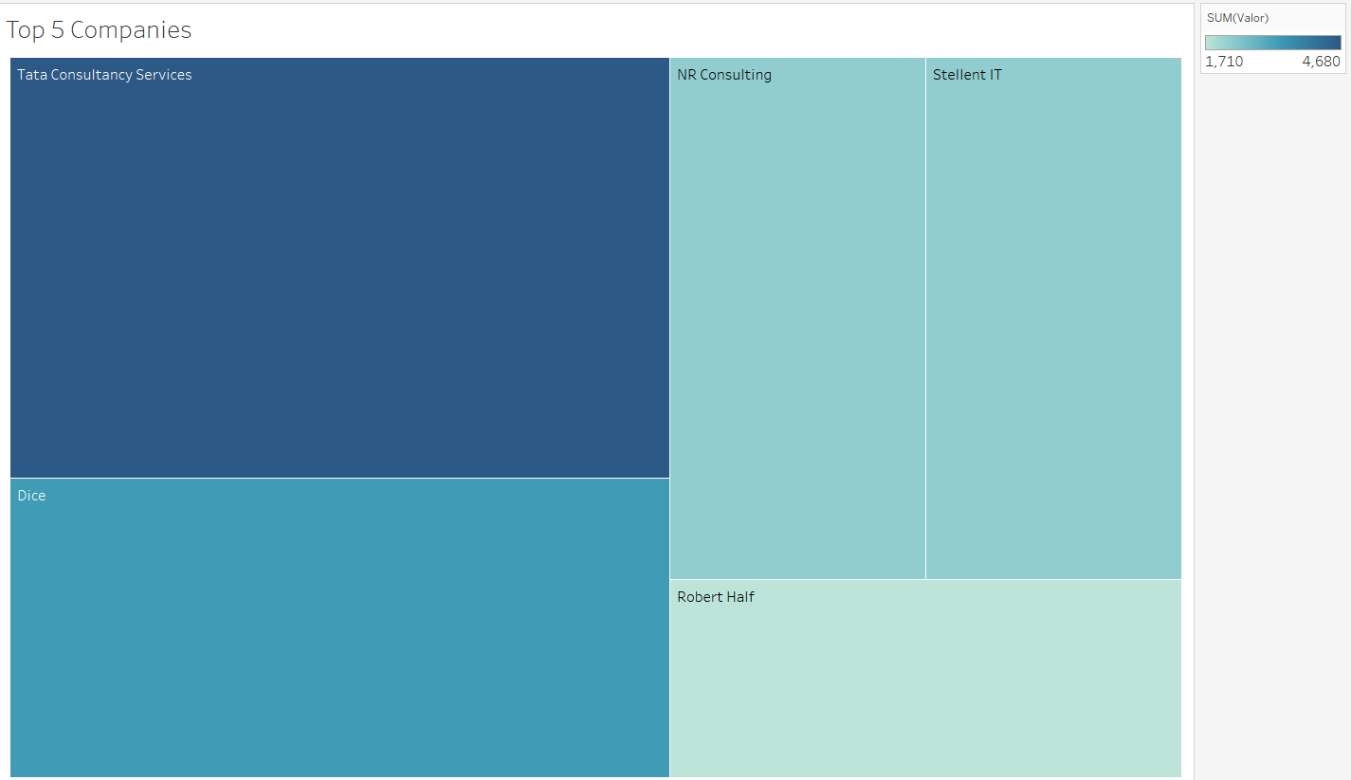 Top 5 Companies
Tata Consultancy Services
NR Consulting
Stellent IT
Dice
Robert Half
SUM(Valor)
1,710 4,680